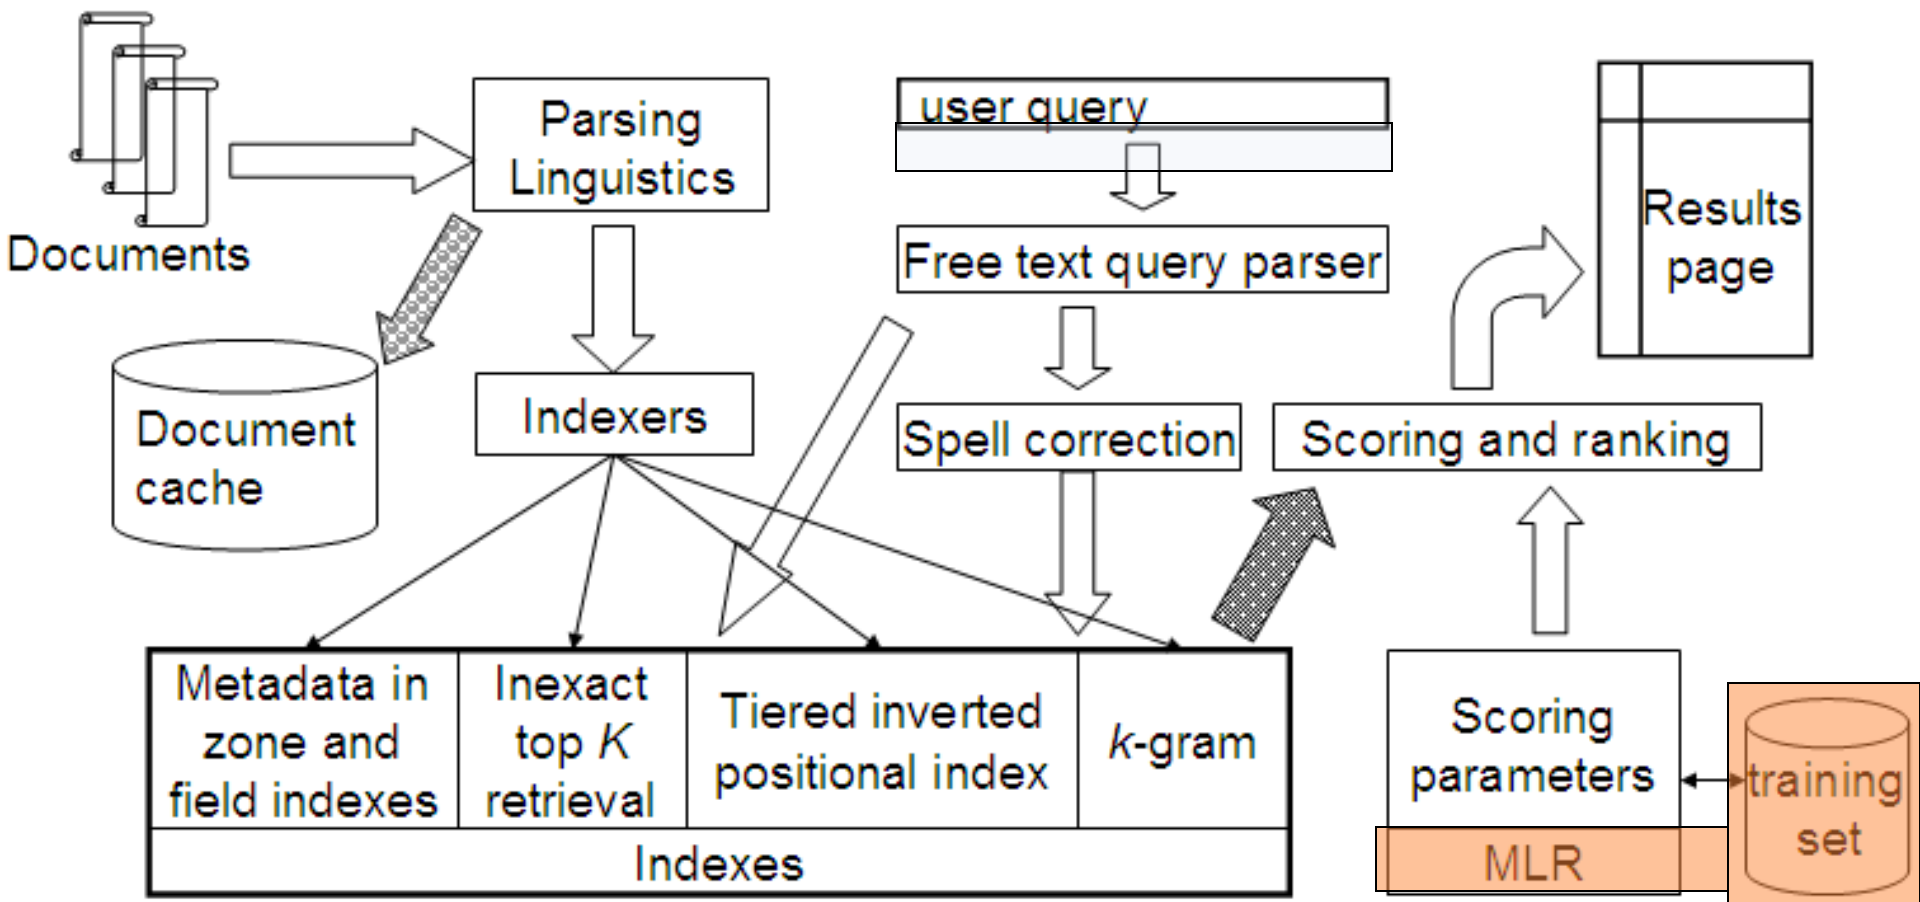 Documents
Parsing
Linguistics
Document
cache
Indexers
user query
Free text query parser
Spell correction
Scoring and ranking
Results
page
Metadata in
zone and
field indexes
Inexact
top K
retrieval
Tiered inverted
positional index
k-gram
Indexes
Scoring
parameters
MLR
training
set